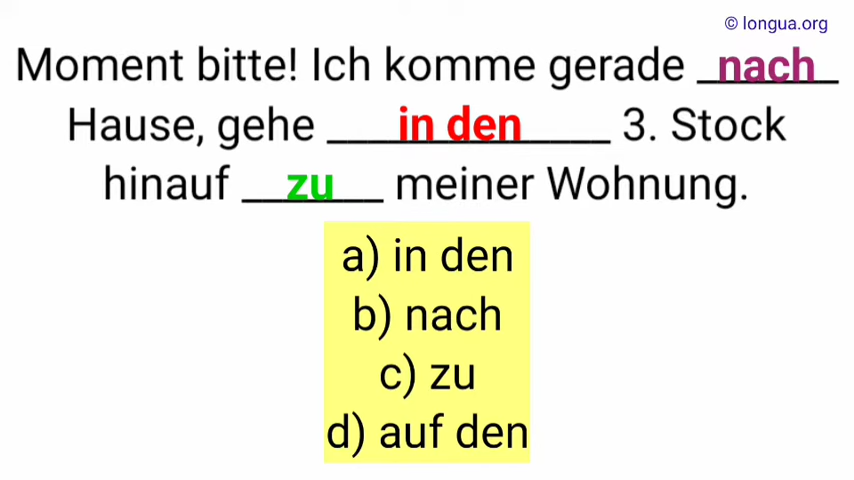 © longua.org
Moment bitte! Ich komme gerade nach
Hause, gehe in den 3. Stock
hinauf zu meiner Wohnung.
a) in den
b) nach
c) zu
d) auf den